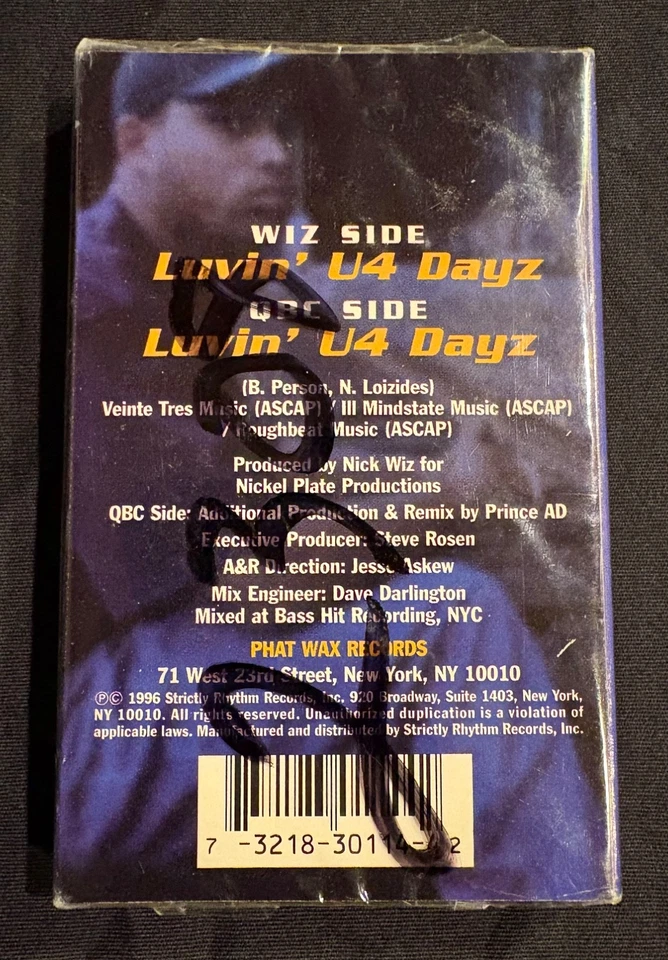 WIZ SIDE
Luvin' U4 Dayz
QBC SIDE
Luvin' U4 Dayz
(B. Person, N. Loizides)
Veinte Tres Music (ASCAP) / Ill Mindstate Music (ASCAP)
/ Roughbeat Music (ASCAP)
Produced by Nick Wiz for
Nickel Plate Productions
QBC Side: Additional Production & Remix by Prince AD
Executive Producer: Steve Rosen
A&R Direction: Jesse Askew
Mix Engineer: Dave Darlington
Mixed at Bass Hit Recording, NYC
PHAT WAX RECORDS
71 West 23rd Street, New York, NY 10010
ⓅⒸ 1996 Strictly Rhythm Records, Inc. 920 Broadway, Suite 1403, New York,
NY 10010. All rights reserved. Unauthorized duplication is a violation of
applicable laws. Manufactured and distributed by Strictly Rhythm Records, Inc.
7 -3218-30114- 2